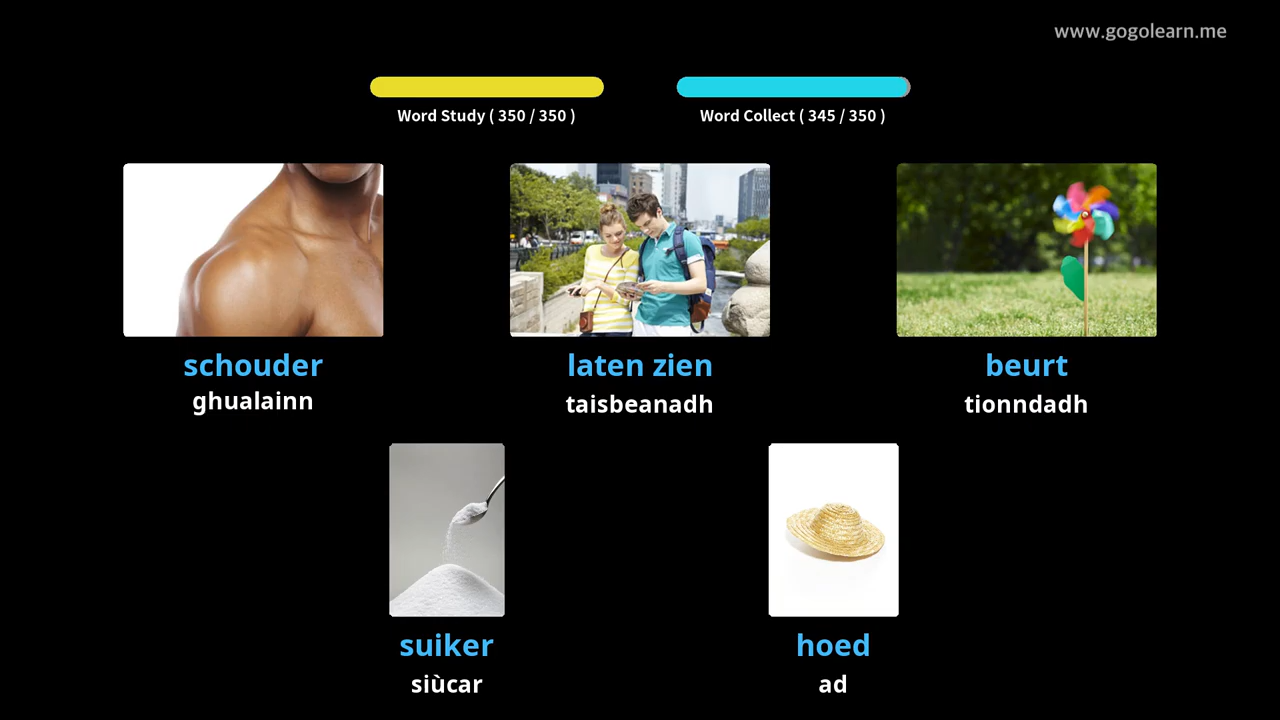 www.gogolearn.me
Word Study ( 350 / 350 )
Word Collect ( 345 / 350 )
schouder
ghualainn
laten zien
taisbeanadh
beurt
tionndadh
suiker
siùcar
hoed
ad